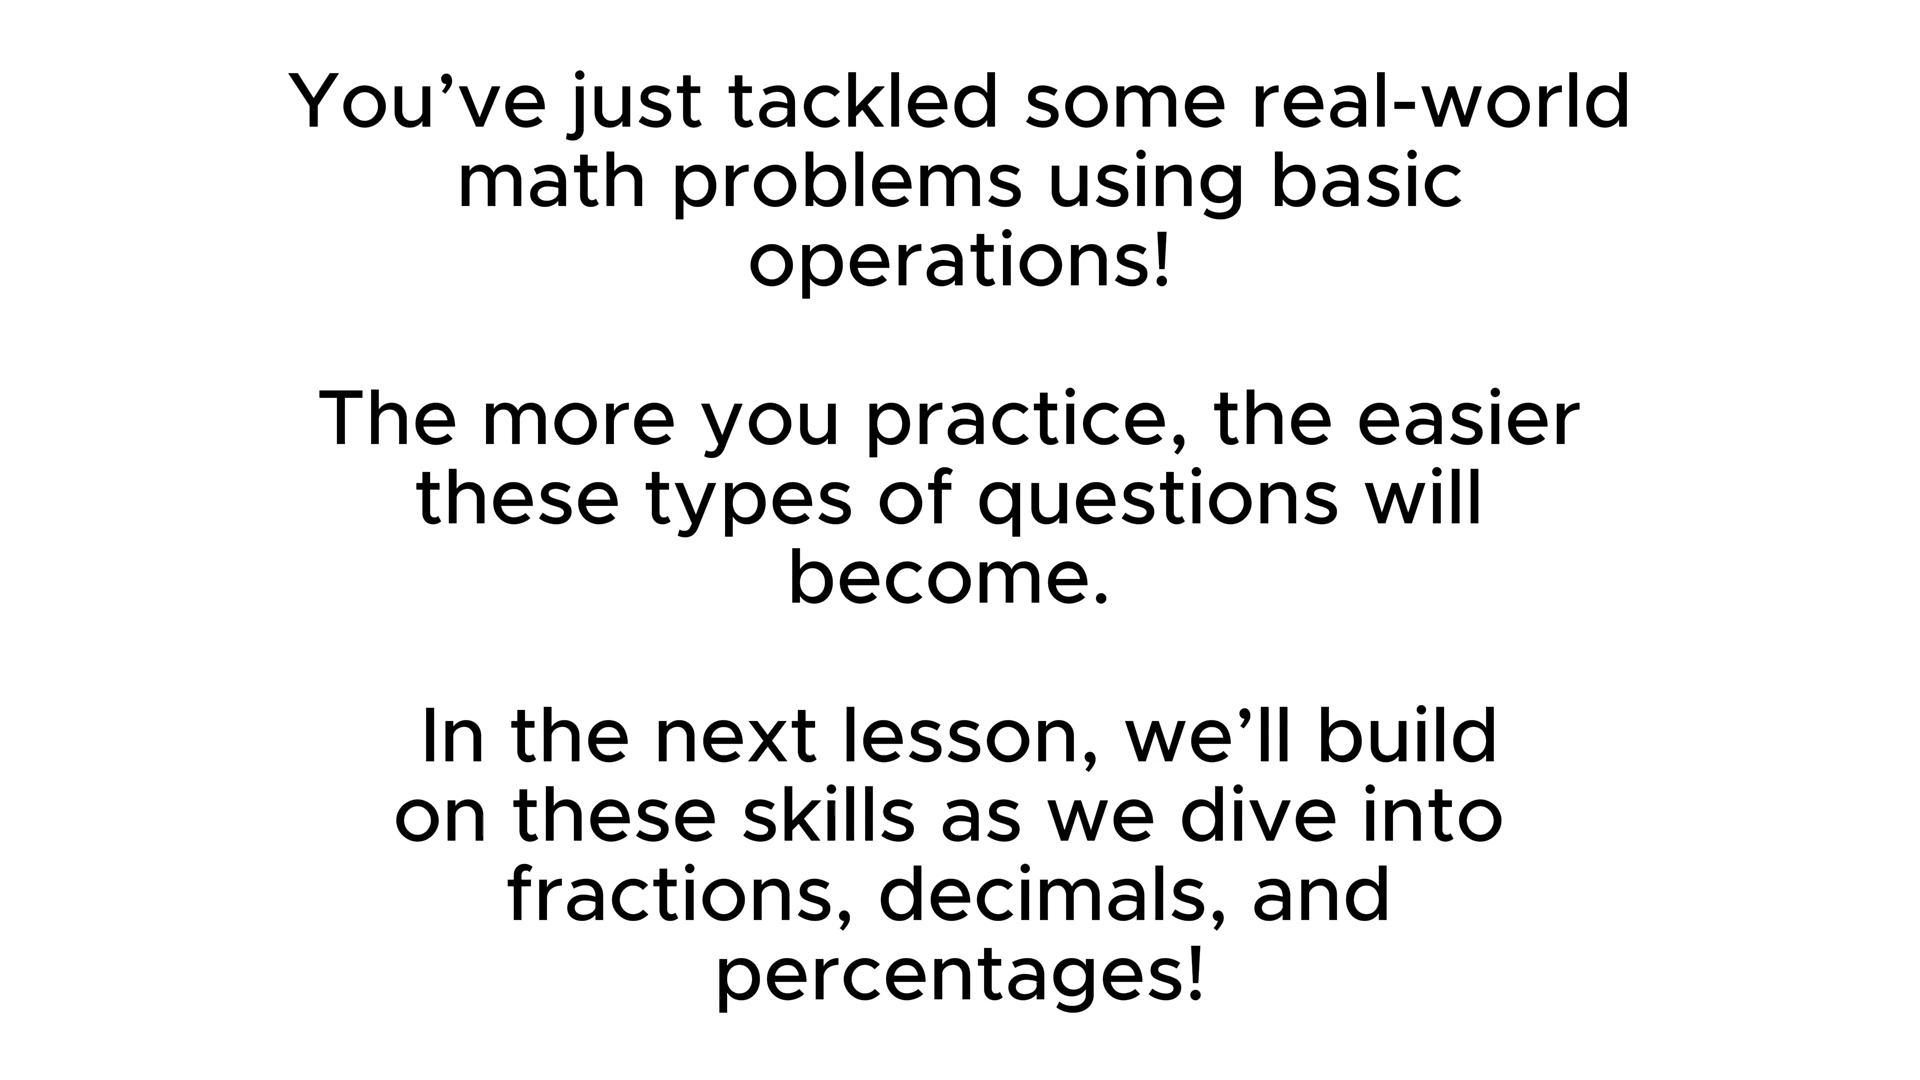 You’ve just tackled some real-world
math problems using basic
operations!
The more you practice, the easier
these types of questions will
become.
In the next lesson, we’ll build
on these skills as we dive into
fractions, decimals, and
percentages!